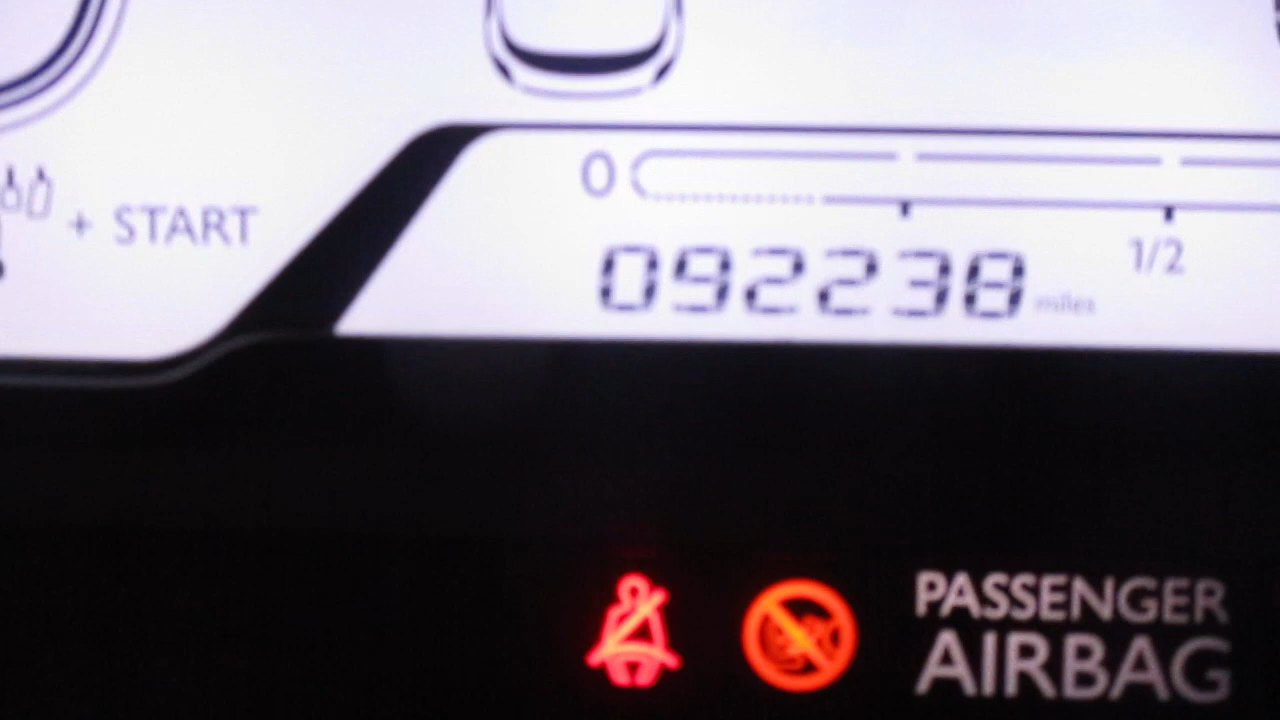 + START
0
1/2
092238 miles
PASSENGER
AIRBAG